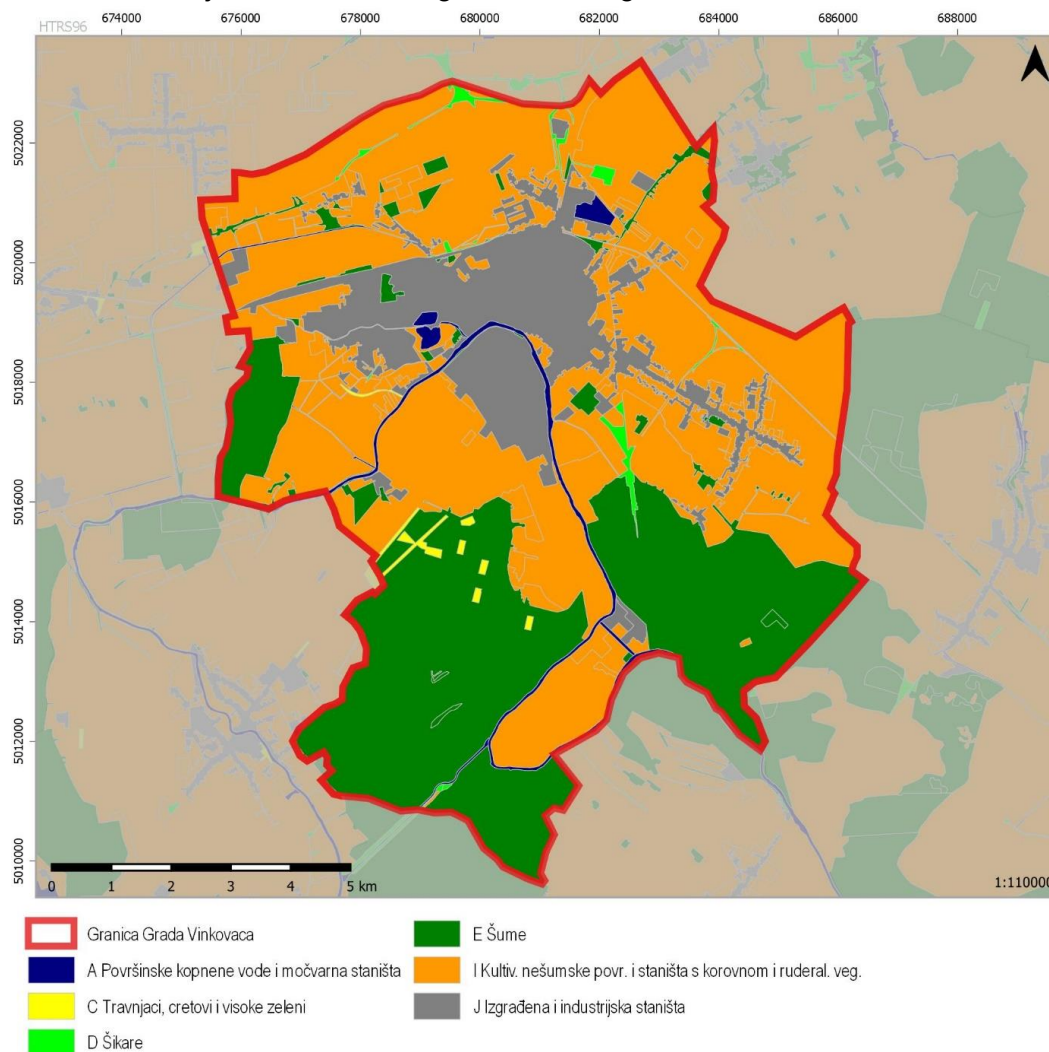 674000 676000 678000 680000 682000 684000 686000 688000
HTRS96
5022000
5020000
5018000
5016000
5014000
5012000
5010000
0 1 2 3 4 5 km
1:110000
Granica Grada Vinkovaca
A Površinske kopnene vode i močvarna staništa
C Travnjaci, cretovi i visoke zeleni
D Šikare
E Šume
I Kultiv. nešumske povr. i staništa s korovnom i ruderal. veg.
J Izgrađena i industrijska staništa